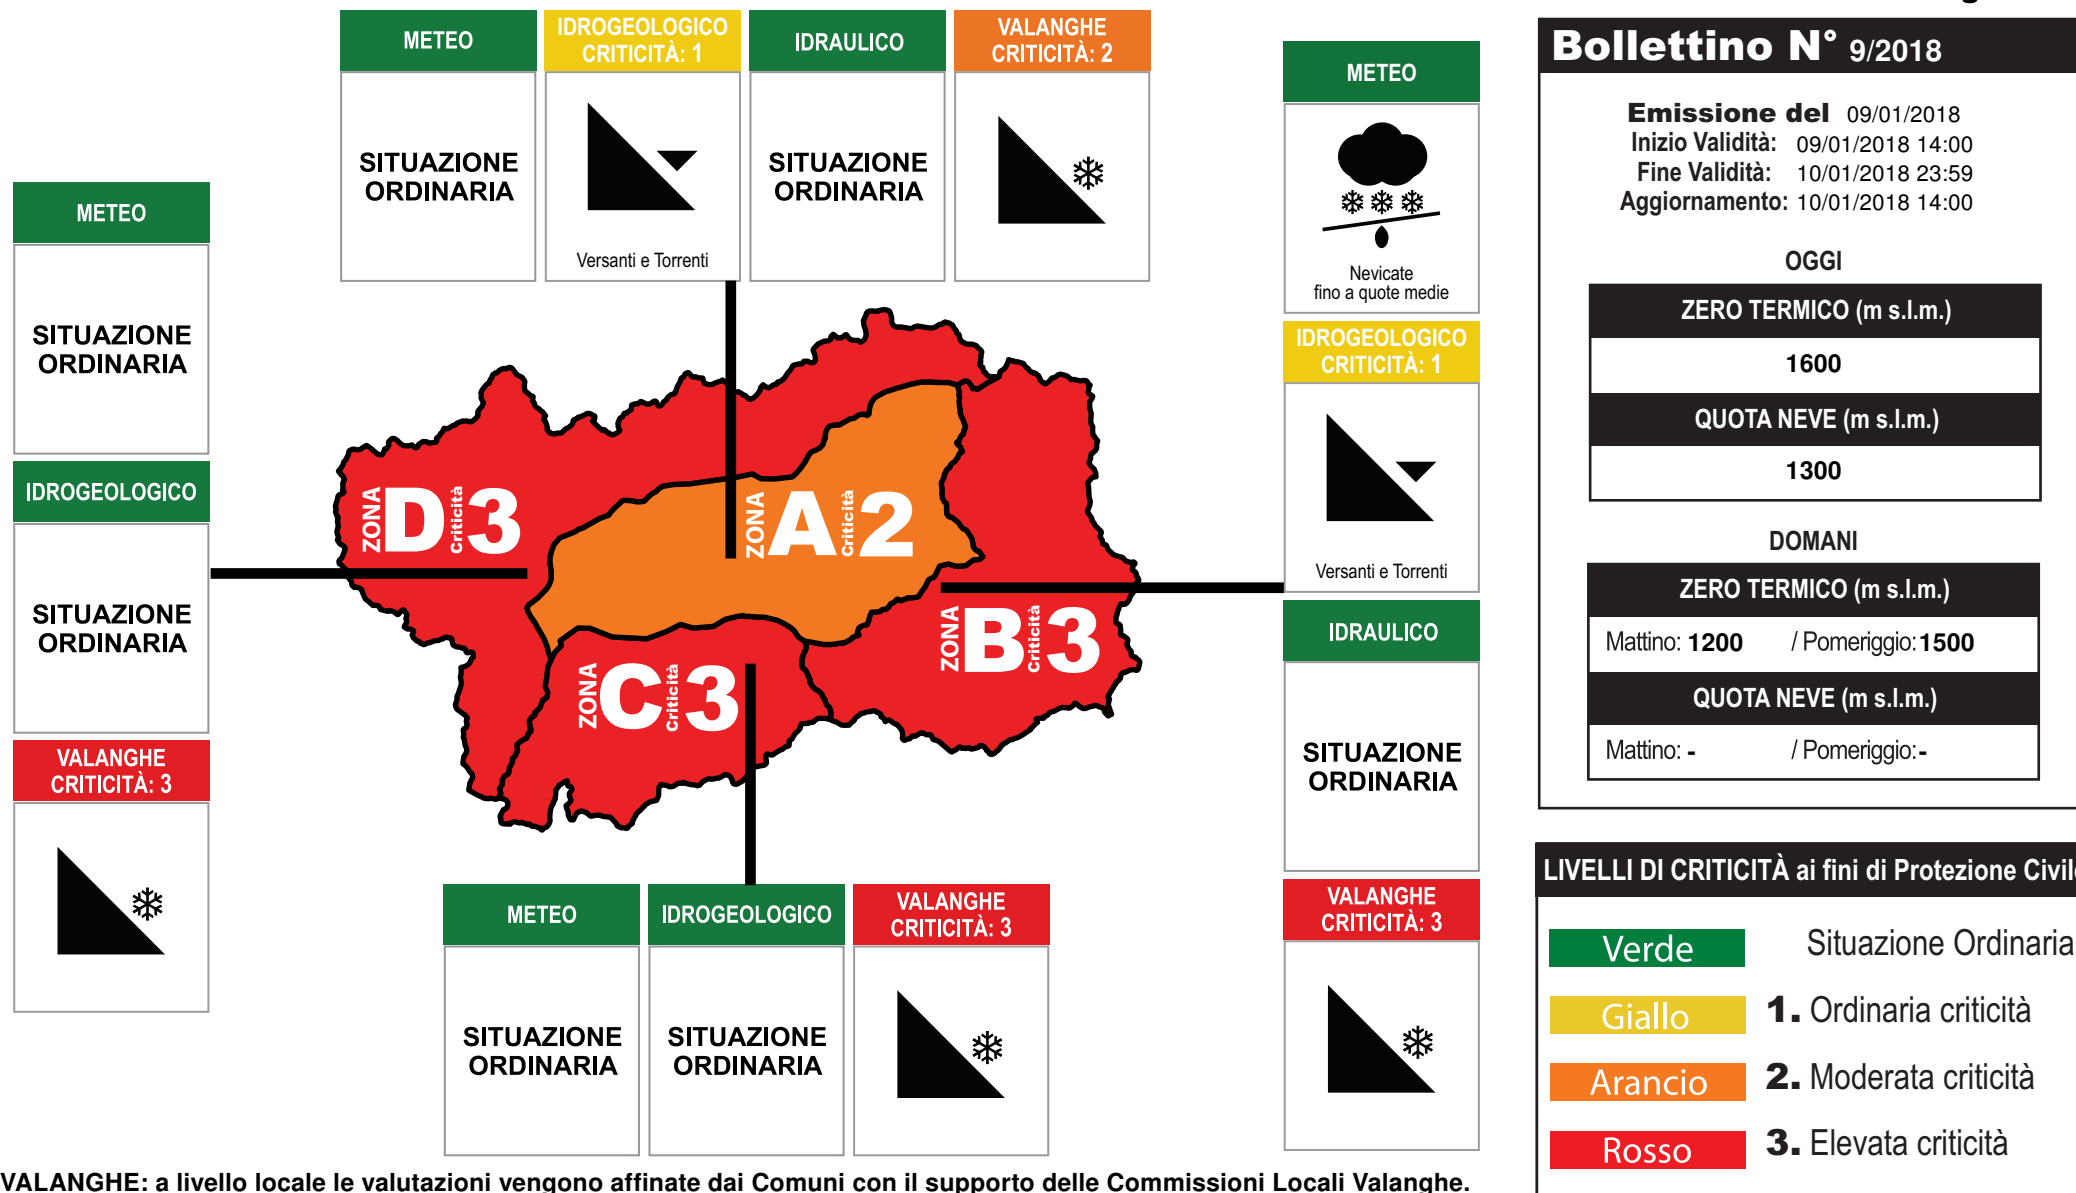 METEO
SITUAZIONE
ORDINARIA
IDROGEOLOGICO
CRITICITÀ: 1
Versanti e Torrenti
IDRAULICO
SITUAZIONE
ORDINARIA
VALANGHE
CRITICITÀ: 2
METEO
SITUAZIONE
ORDINARIA
IDROGEOLOGICO
SITUAZIONE
ORDINARIA
VALANGHE
CRITICITÀ: 3
ZONA D Criticità 3
ZONA A Criticità 2
ZONA B Criticità 3
ZONA C Criticità 3
METEO
SITUAZIONE
ORDINARIA
IDROGEOLOGICO
SITUAZIONE
ORDINARIA
VALANGHE
CRITICITÀ: 3
METEO
Nevicate
fino a quote medie
IDROGEOLOGICO
CRITICITÀ: 1
Versanti e Torrenti
IDRAULICO
SITUAZIONE
ORDINARIA
VALANGHE
CRITICITÀ: 3
Bollettino N° 9/2018
Emissione del 09/01/2018
Inizio Validità: 09/01/2018 14:00
Fine Validità: 10/01/2018 23:59
Aggiornamento: 10/01/2018 14:00
OGGI
ZERO TERMICO (m s.l.m.)
1600
QUOTA NEVE (m s.l.m.)
1300
DOMANI
ZERO TERMICO (m s.l.m.)
Mattino: 1200 / Pomeriggio: 1500
QUOTA NEVE (m s.l.m.)
Mattino: - / Pomeriggio: -
LIVELLI DI CRITICITÀ ai fini di Protezione Civile
Verde Situazione Ordinaria
Giallo 1. Ordinaria criticità
Arancio 2. Moderata criticità
Rosso 3. Elevata criticità
VALANGHE: a livello locale le valutazioni vengono affinate dai Comuni con il supporto delle Commissioni Locali Valanghe.